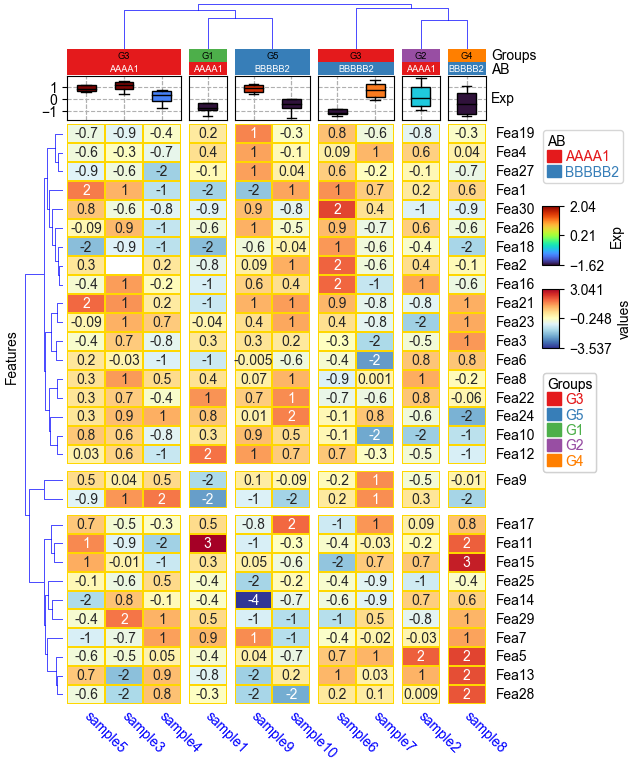 G3 G1 G5 G3 G2 G4 Groups
AAAA1 AAAA1 BBBBB2 BBBBB2 AAAA1 BBBBB2 AB
1
0
−1
Exp
-0.7 -0.9 -0.4 0.2 1 -0.3 0.8 -0.6 -0.8 -0.3 Fea19
-0.6 -0.3 -0.7 0.4 1 -0.1 0.09 1 0.6 0.04 Fea4
-0.9 -0.6 -2 -0.1 1 0.04 0.6 -0.2 -0.1 -0.7 Fea27
2 1 -1 -2 -2 1 1 0.7 0.2 0.6 Fea1
0.8 -0.6 -0.8 -0.9 0.9 -0.8 2 0.4 -1 -0.9 Fea30
-0.09 0.9 -1 -0.6 1 -0.5 0.9 -0.7 0.6 -0.6 Fea26
-2 -0.9 -1 -2 -0.6 -0.04 1 -0.6 -0.4 -2 Fea18
0.3 0.2 -0.8 0.09 1 2 -0.6 0.4 -0.1 Fea2
-0.4 1 -0.2 -1 0.6 0.4 2 -1 1 -0.6 Fea16
2 1 0.2 -1 1 1 0.9 -0.8 -0.8 1 Fea21
-0.09 1 0.7 -0.04 0.4 1 0.4 -0.8 -2 1 Fea23
-0.4 0.7 -0.8 0.3 0.3 0.2 -0.3 -2 -0.5 1 Fea3
0.2 -0.03 -1 -1 -0.005 -0.6 -0.4 -2 0.8 0.8 Fea6
0.3 1 0.5 0.4 0.07 1 -0.9 0.001 1 -0.2 Fea8
0.3 0.7 -0.4 1 0.7 1 -0.7 -0.6 0.8 -0.06 Fea22
0.3 0.9 1 0.8 0.01 2 -0.1 0.8 -0.6 -2 Fea24
0.8 0.6 -0.8 0.3 0.9 0.5 -0.1 -2 -2 -1 Fea10
0.03 0.6 -1 2 1 0.7 0.7 -0.3 -0.5 -1 Fea12
0.5 0.04 0.5 -2 0.1 -0.09 -0.2 1 -0.5 -0.01 Fea9
-0.9 1 2 -2 -1 -2 0.2 1 0.3 -2
0.7 -0.5 -0.3 0.5 -0.8 2 -1 1 0.09 0.8 Fea17
1 -0.9 -2 3 -1 -0.3 -0.4 -0.03 -0.2 2 Fea11
1 -0.01 -1 0.3 0.05 -0.6 -2 0.7 0.7 3 Fea15
-0.1 -0.6 0.5 -0.4 -2 -0.2 -0.4 -0.9 -1 -0.4 Fea25
-2 0.8 -0.1 -0.4 -4 -0.7 -0.6 -0.9 0.7 0.6 Fea14
-0.4 2 1 0.5 -1 -1 -1 0.5 -0.8 1 Fea29
-1 -0.7 1 0.9 1 -1 -0.4 -0.02 -0.03 1 Fea7
-0.6 -0.5 0.05 -0.4 0.04 -0.7 0.7 1 2 2 Fea5
0.7 -2 0.9 -0.8 -2 0.2 1 0.03 1 2 Fea13
-0.6 -2 0.8 -0.3 -2 -2 0.2 0.1 0.009 2 Fea28
Features
sample5 sample3 sample4 sample1 sample9 sample10 sample6 sample7 sample2 sample8
AB
AAAA1
BBBBB2
2.04
0.21
−1.62
Exp
3.041
-0.248
-3.537
values
Groups
G3
G5
G1
G2
G4